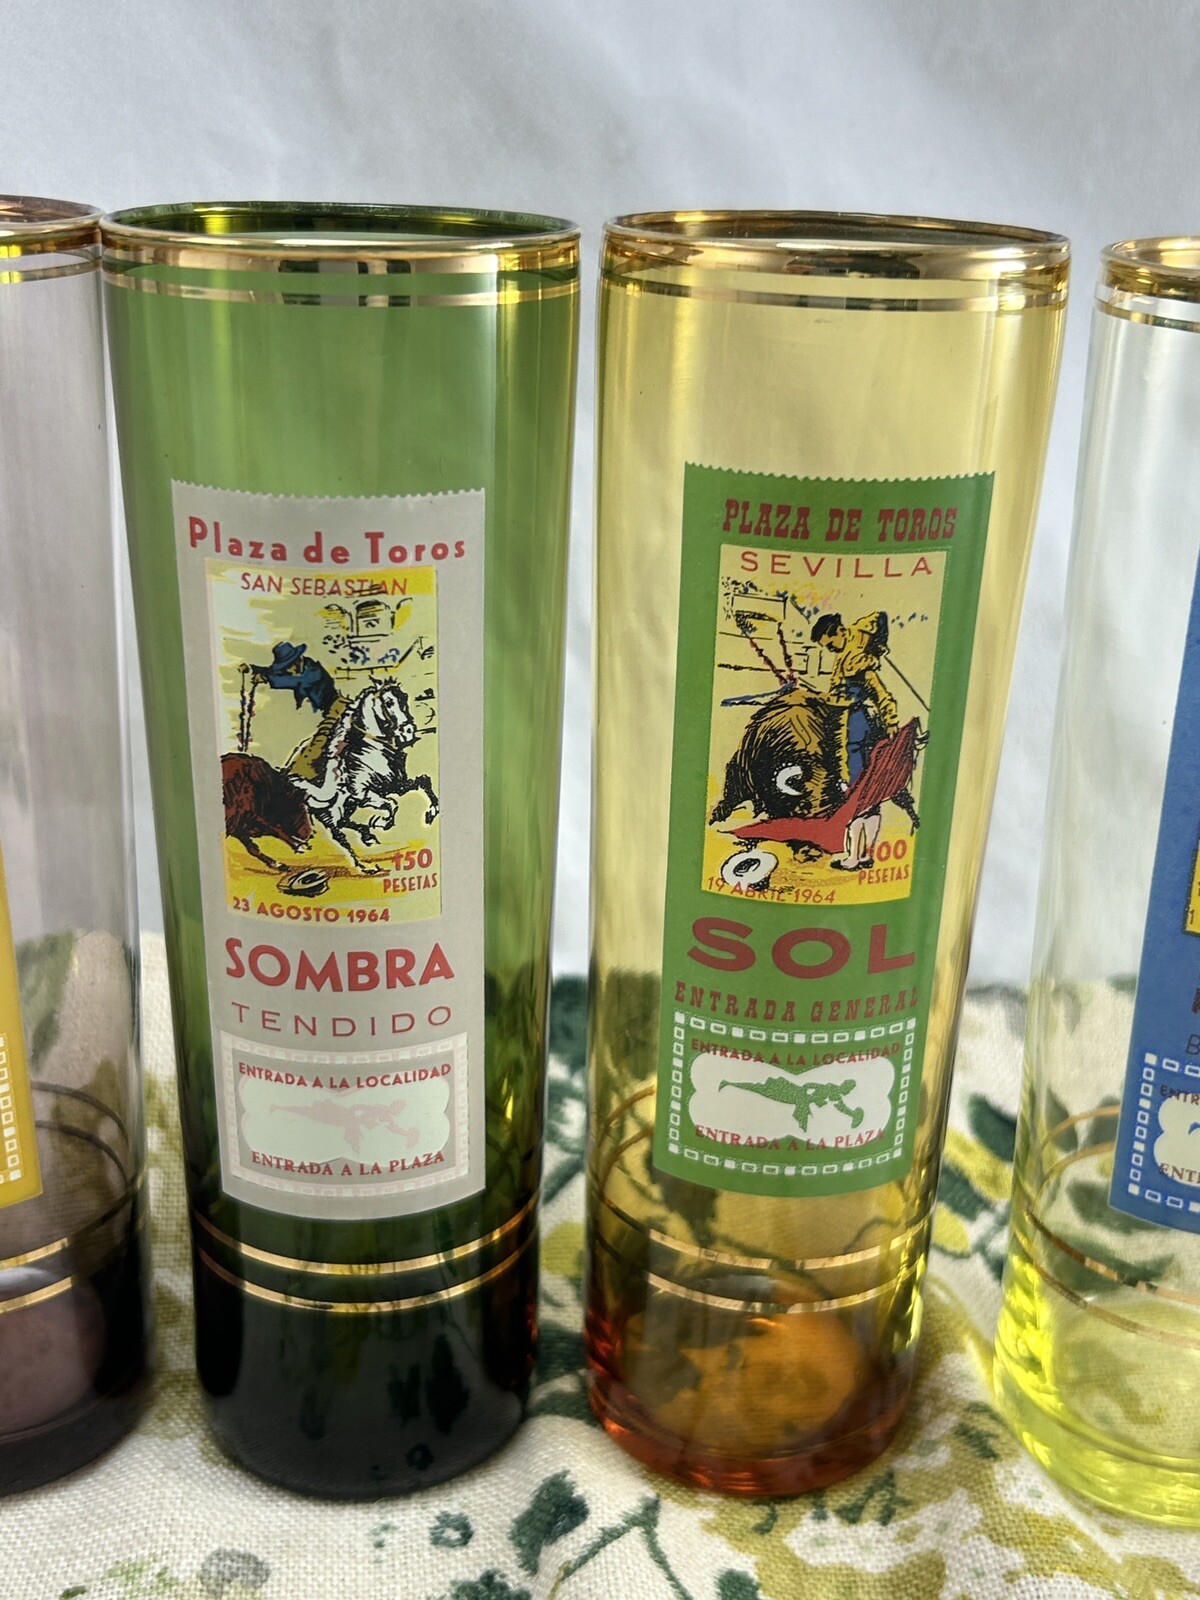 Plaza de Toros
SAN SEBASTIAN
150
PESETAS
23 AGOSTO 1964
SOMBRA
TENDIDO
ENTRADA A LA LOCALIDAD
ENTRADA A LA PLAZA
PLAZA DE TOROS
SEVILLA
100
PESETAS
19 ABRIL 1964
SOL
ENTRADA GENERAL
ENTRADA A LA LOCALIDAD
ENTRADA A LA PLAZA